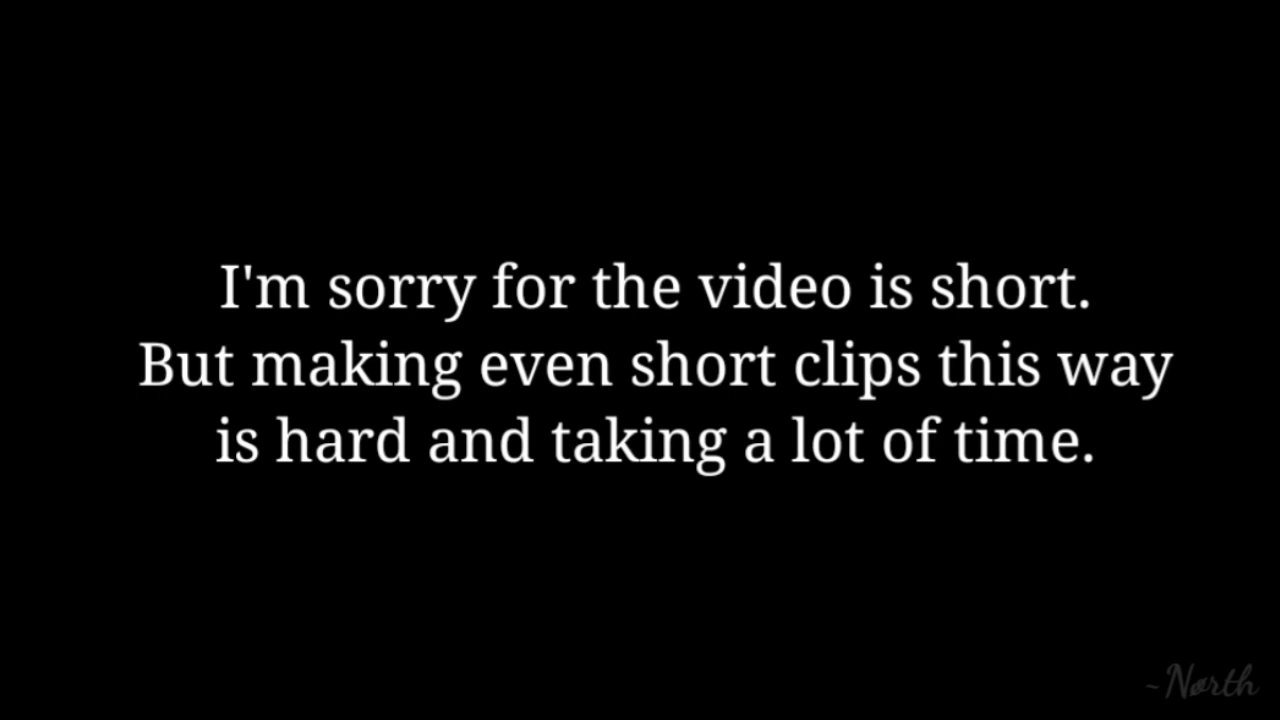 I'm sorry for the video is short.
But making even short clips this way
is hard and taking a lot of time.
~Nørth